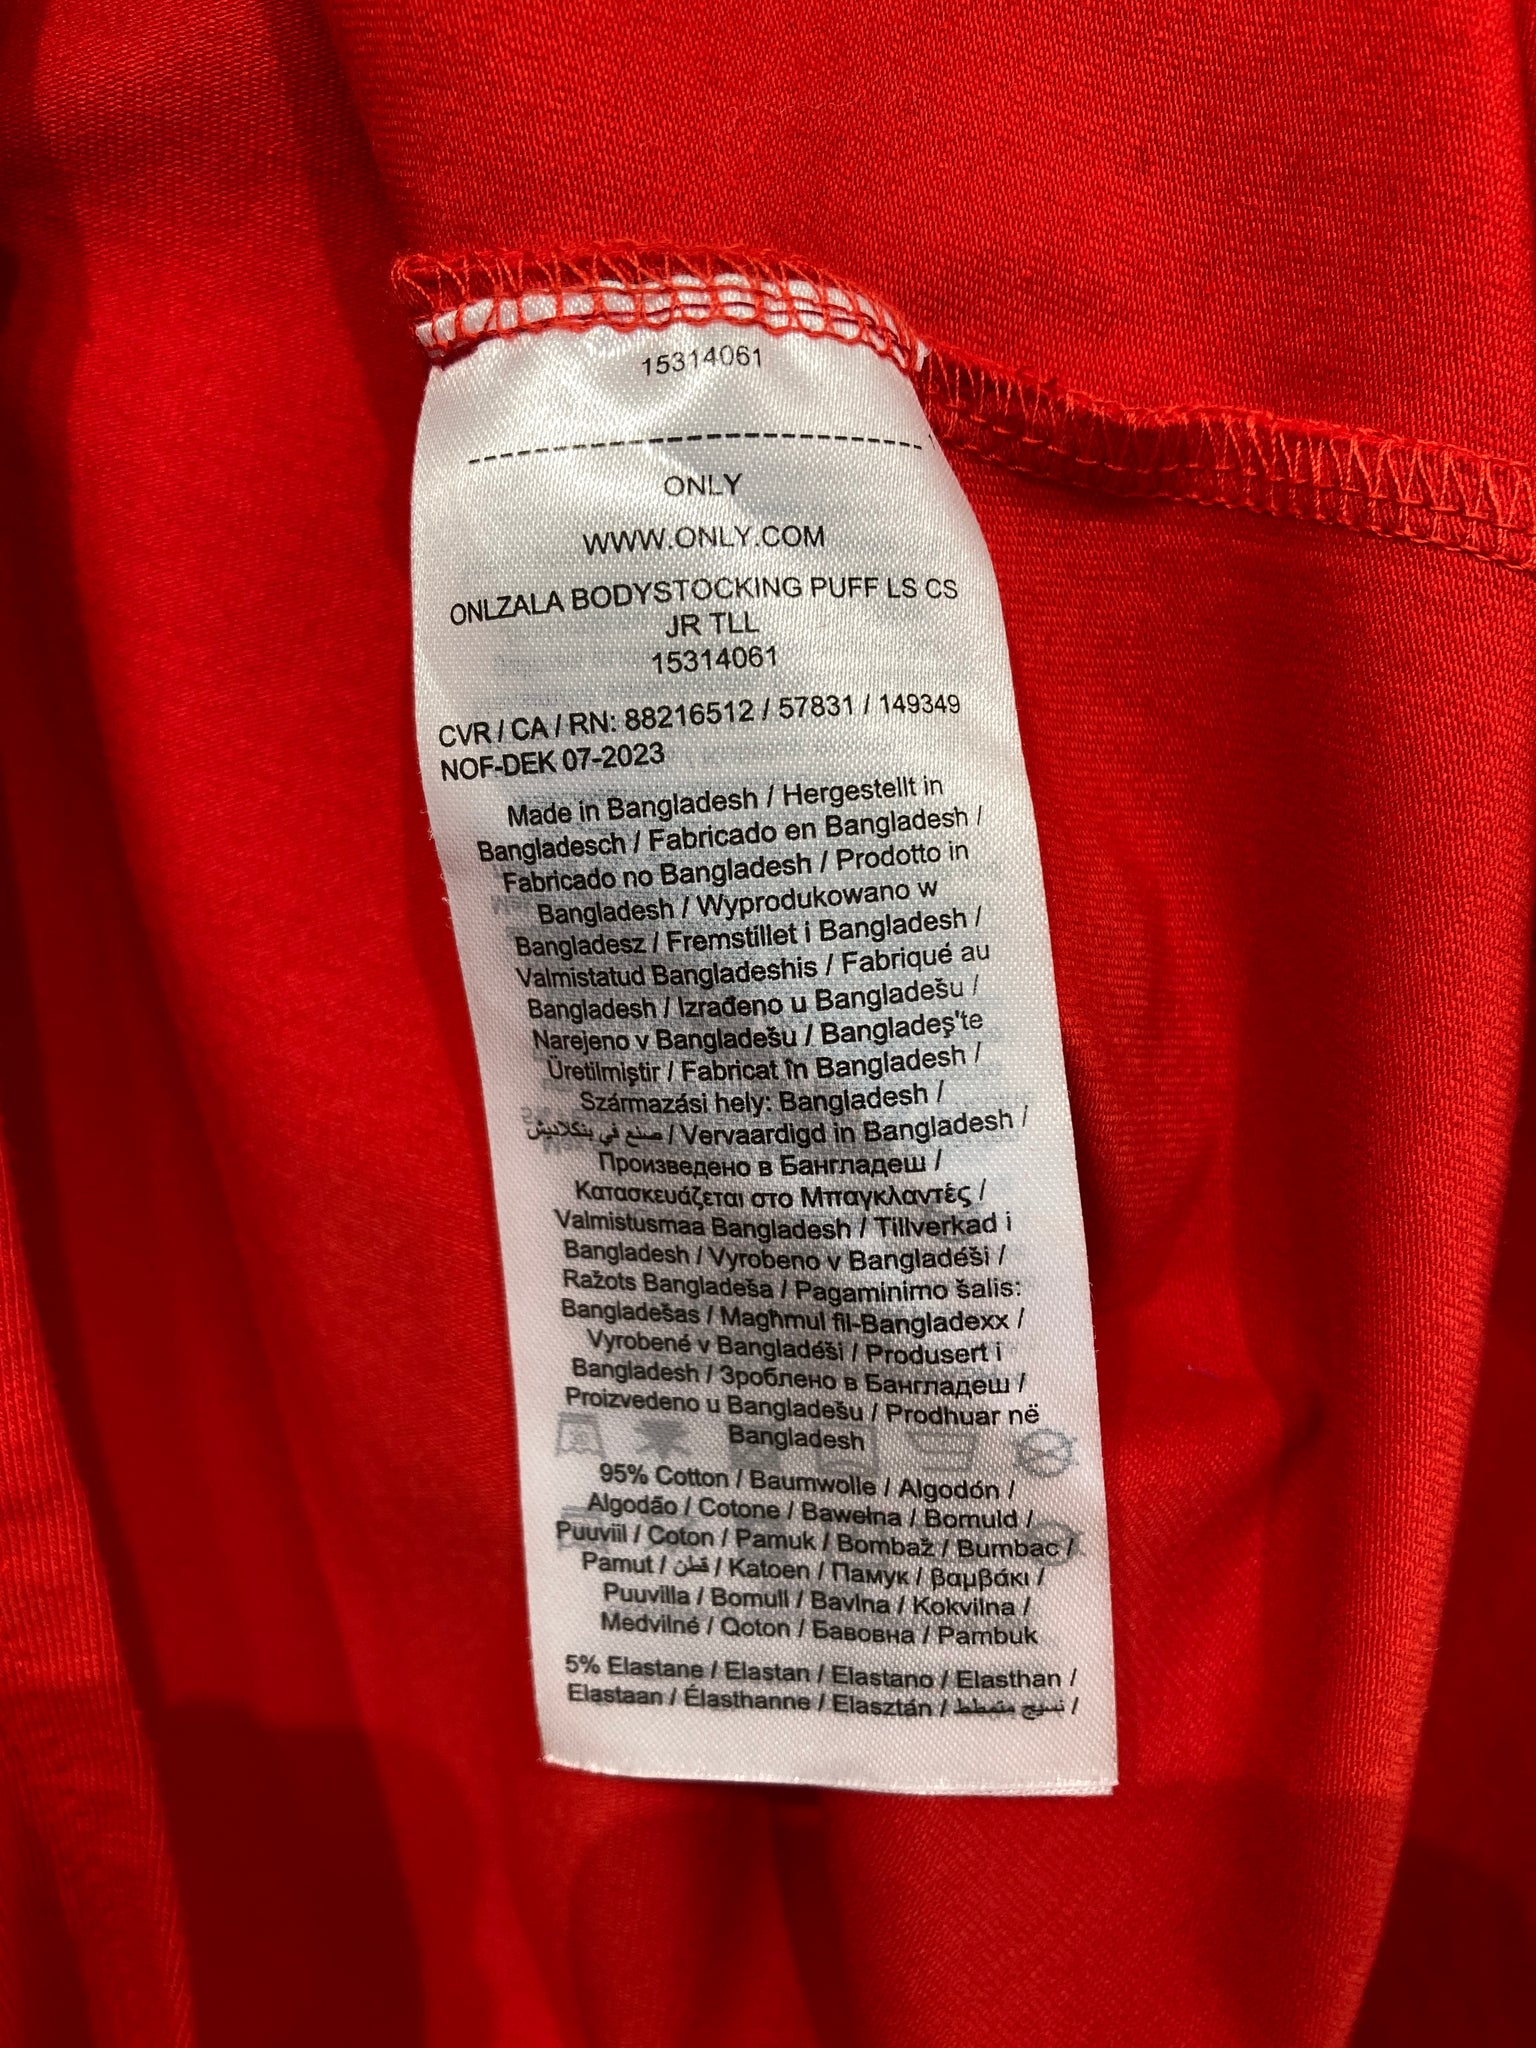 15314061
ONLY
WWW.ONLY.COM
ONLZALA BODYSTOCKING PUFF LS CS
JR TLL
15314061
CVR / CA / RN: 88216512 / 57831 / 149349
NOF-DEK 07-2023
Made in Bangladesh / Hergestellt in
Bangladesch / Fabricado en Bangladesh /
Fabricado no Bangladesh / Prodotto in
Bangladesh / Wyprodukowano w
Bangladesz / Fremstillet i Bangladesh /
Valmistatud Bangladeshis / Fabriqué au
Bangladesh / Izrađeno u Bangladešu /
Narejeno v Bangladešu / Bangladeş'te
Üretilmiştir / Fabricat în Bangladesh /
Származási hely: Bangladesh /
صنع في بنكلاديش / Vervaardigd in Bangladesh /
Произведено в Бангладеш /
Κατασκευάζεται στο Μπαγκλαντές /
Valmistusmaa Bangladesh / Tillverkad i
Bangladesh / Vyrobeno v Bangladéši /
Ražots Bangladeša / Pagaminimo šalis:
Bangladešas / Magħmul fil-Bangladexx /
Vyrobené v Bangladéši / Produsert i
Bangladesh / Зроблено в Бангладеш /
Proizvedeno u Bangladešu / Prodhuar në
Bangladesh
95% Cotton / Baumwolle / Algodón /
Algodão / Cotone / Bawełna / Bomuld /
Puuviil / Coton / Pamuk / Bombaž / Bumbac /
Pamut / قطن / Katoen / Памук / βαμβάκι /
Puuvilla / Bomull / Bavlna / Kokvilna /
Medvilné / Qoton / Бавовна / Pambuk
5% Elastane / Elastan / Elastano / Elasthan /
Elastaan / Élasthanne / Elasztán / نسيج متمطط /